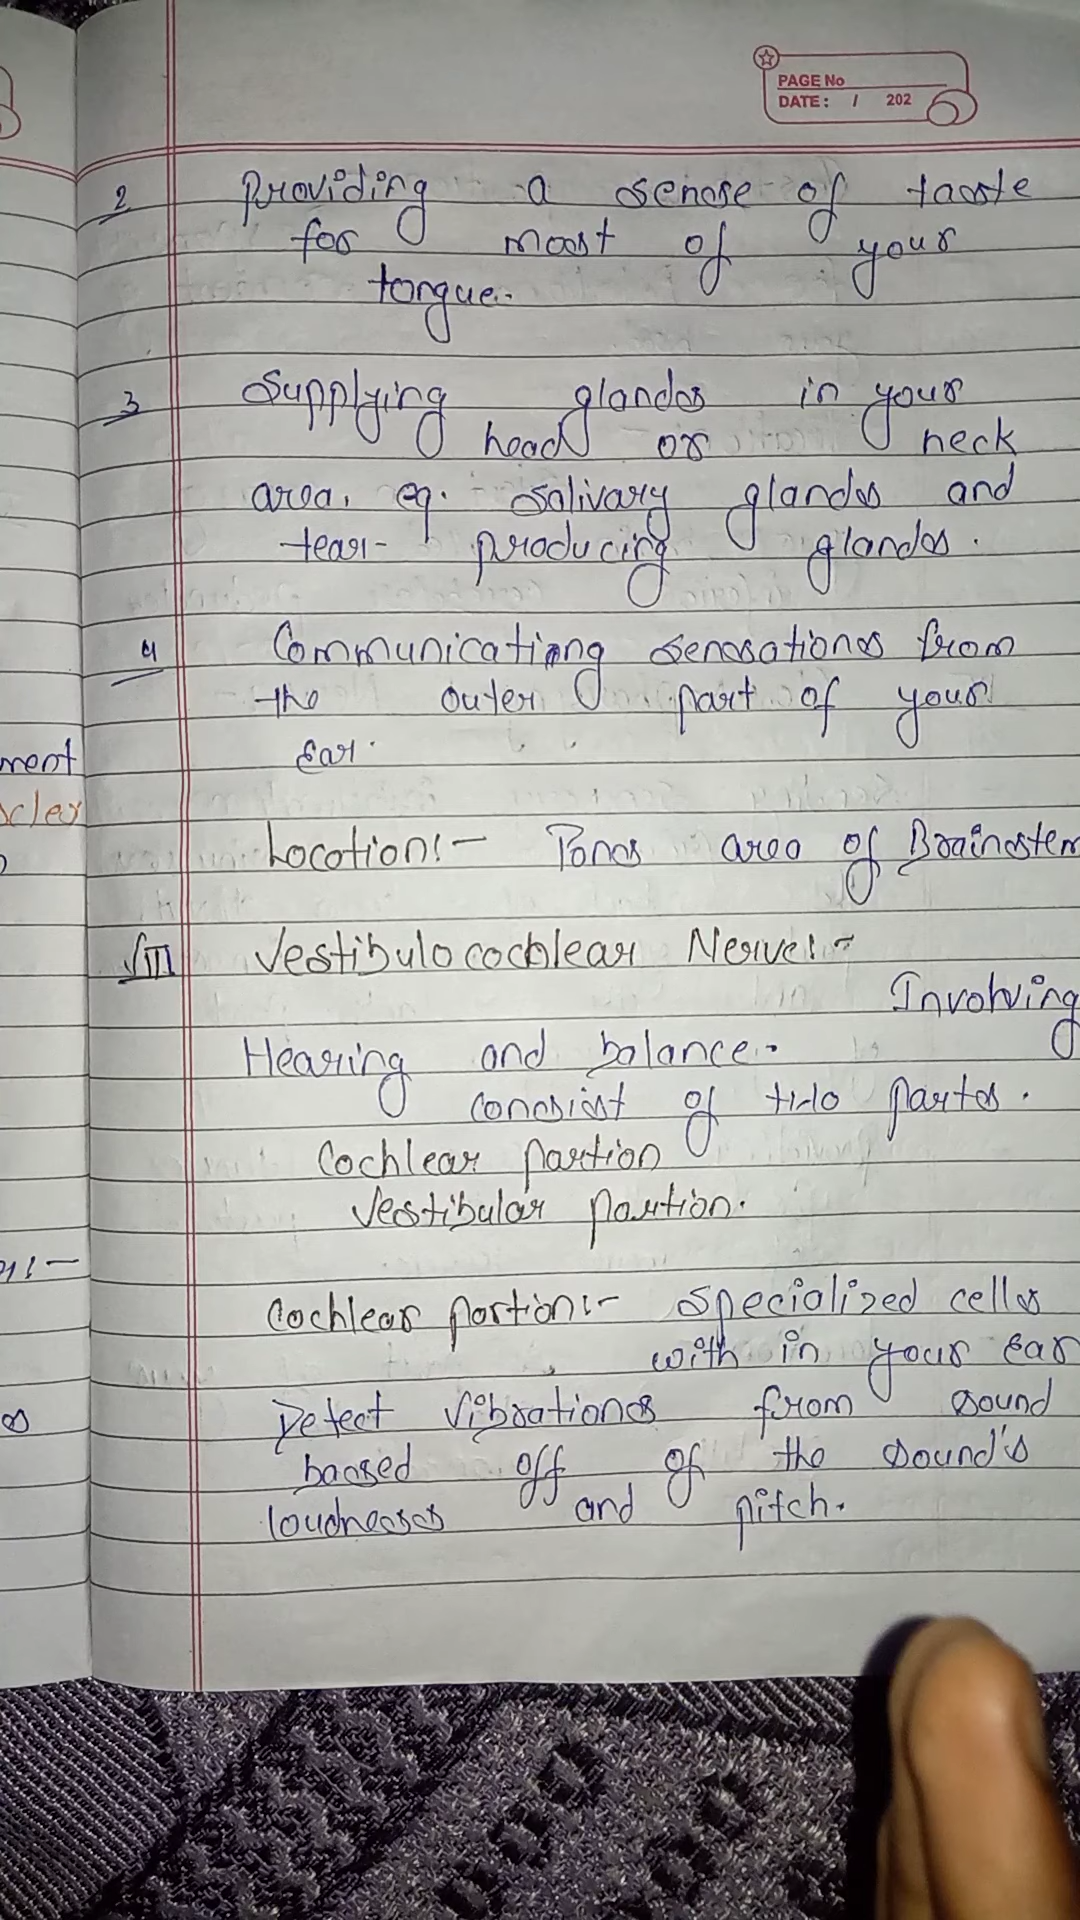 PAGE No
DATE: / 202
2 Providing a sense of taste
for most of your
tongue.
3 Supplying glands in your
head or neck
area, eg. salivary glands and
tear- producing glands.
4 Communicationg sensations from
the outer part of your
Ear.
ment
Location:- Pons area of Brainstem
VIII Vestibulocochlear Nerve:-
Involving
Hearing and balance.
consist of two parts.
Cochlear partion
Vestibular portion.
Cochlear portion:- specialized cells
with in your ear
Detect vibrations from sound
based off of the sound's
loudness and pitch.